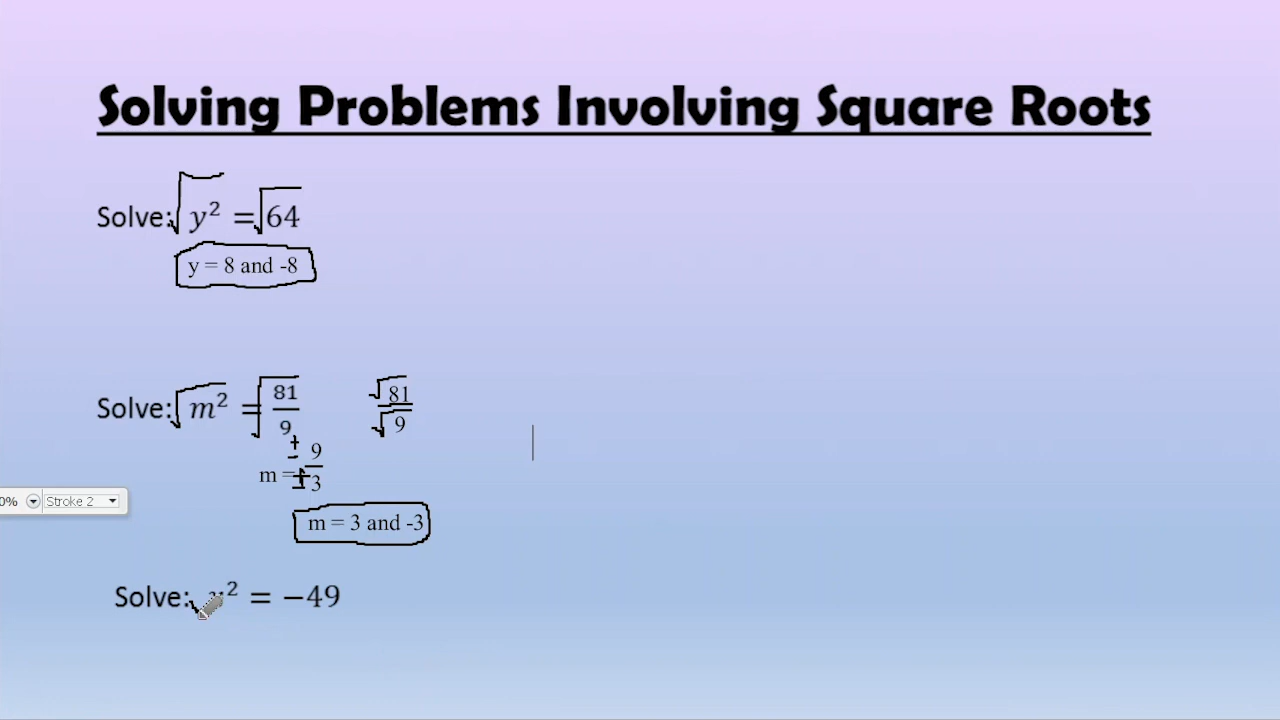 Solving Problems Involving Square Roots
Solve: √y² = √64
y = 8 and -8
Solve: √m² = √81/9 √81/√9
m = ± 9/3
m = 3 and -3
0% Stroke 2
Solve: ² = −49